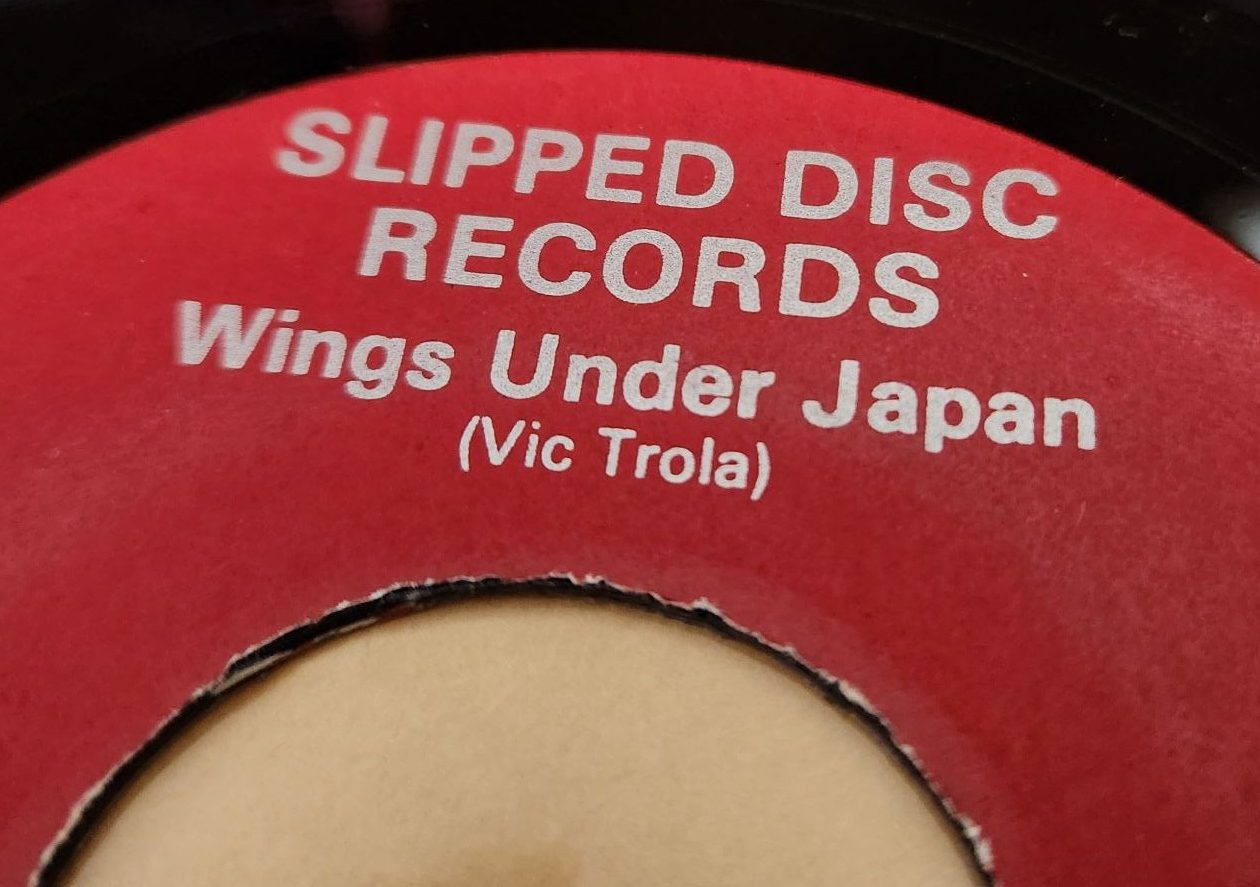 SLIPPED DISC
RECORDS
Wings Under Japan
(Vic Trola)